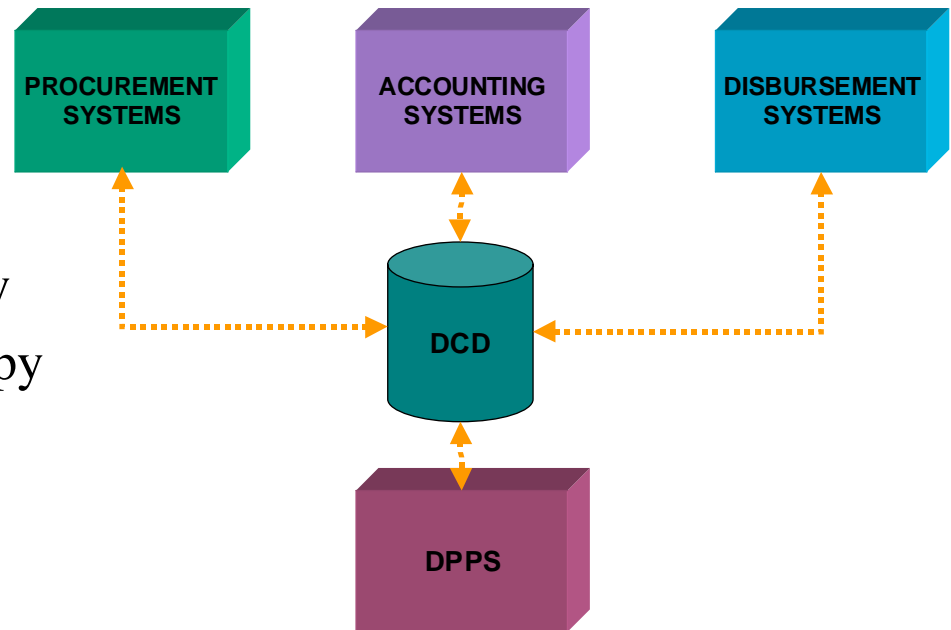 PROCUREMENT
SYSTEMS
ACCOUNTING
SYSTEMS
DISBURSEMENT
SYSTEMS
DCD
DPPS